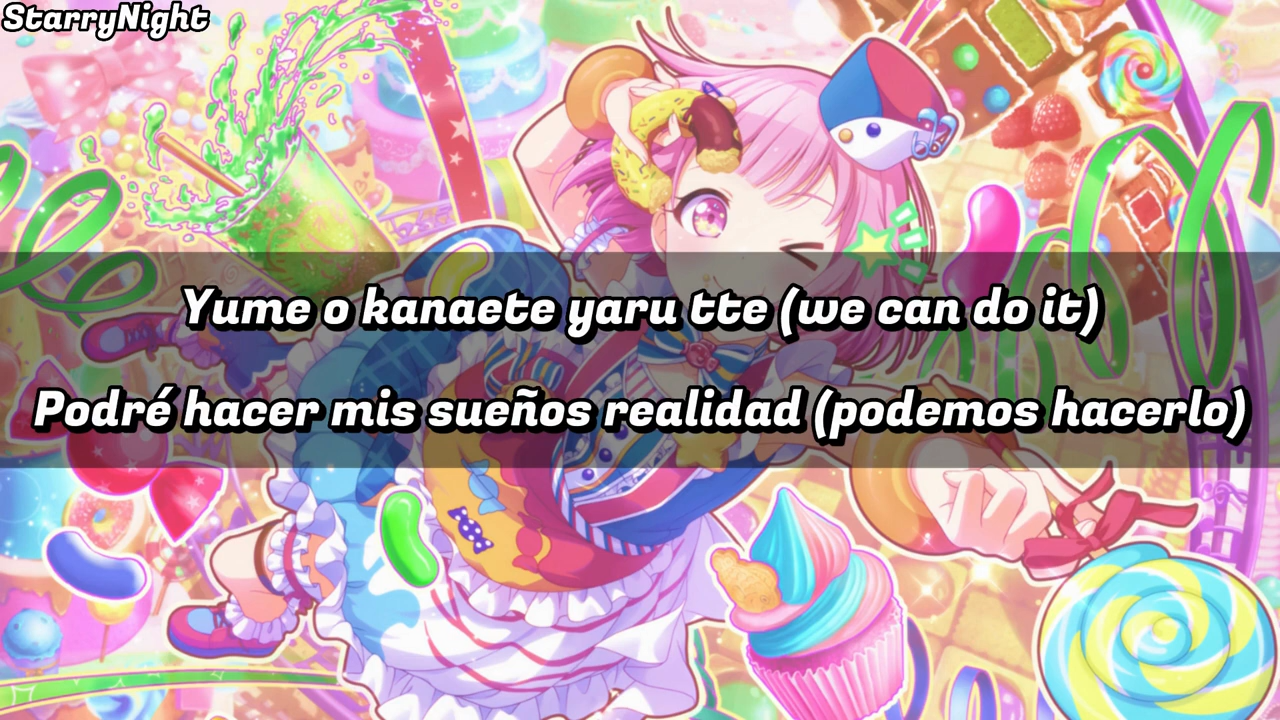 StarryNight
Yume o kanaete yaru tte (we can do it)
Podré hacer mis sueños realidad (podemos hacerlo)